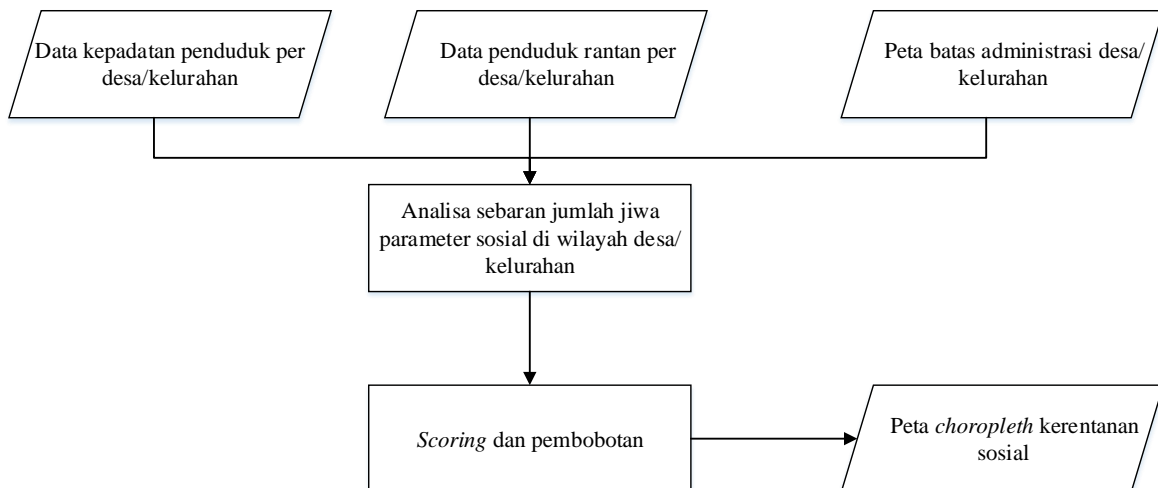 Data kepadatan penduduk per
desa/kelurahan
Data penduduk rantan per
desa/kelurahan
Peta batas administrasi desa/
kelurahan
Analisa sebaran jumlah jiwa
parameter sosial di wilayah desa/
kelurahan
Scoring dan pembobotan
Peta choropleth kerentanan
sosial